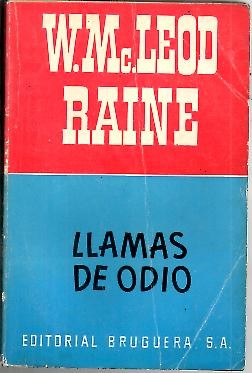 W. Mc. LEOD
RAINE
LLAMAS
DE ODIO
EDITORIAL BRUGUERA, S.A.